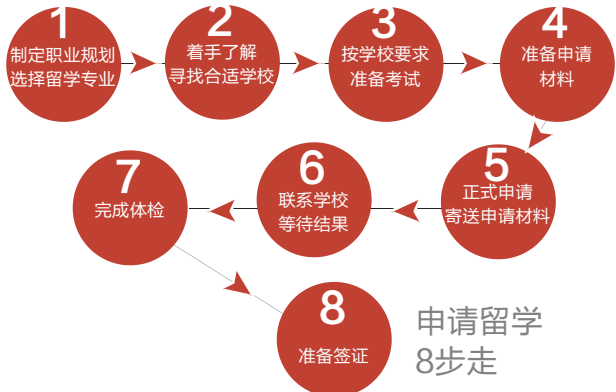 1
制定职业规划
选择留学专业
2
着手了解
寻找合适学校
3
按学校要求
准备考试
4
准备申请
材料
5
正式申请
寄送申请材料
6
联系学校
等待结果
7
完成体检
8
准备签证
申请留学
8步走